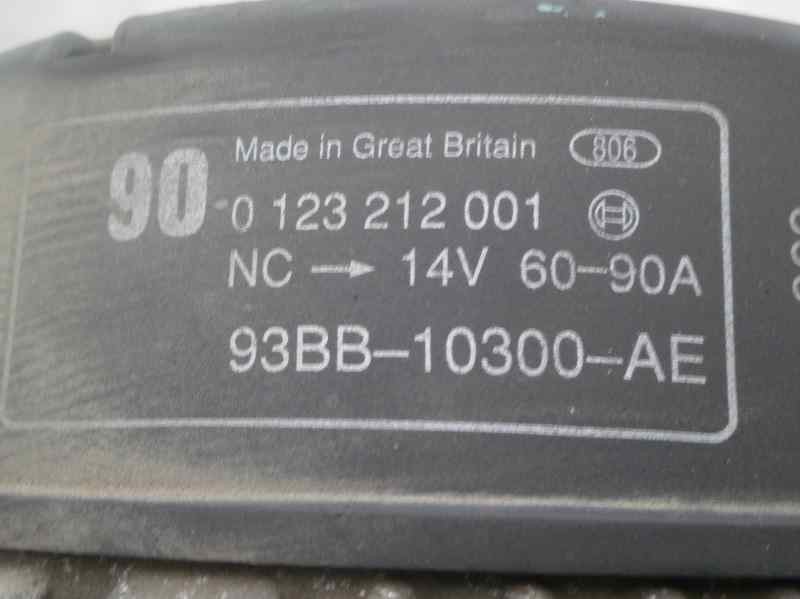 Made in Great Britain 806
90 0 123 212 001
NC → 14V 60-90A
93BB-10300-AE